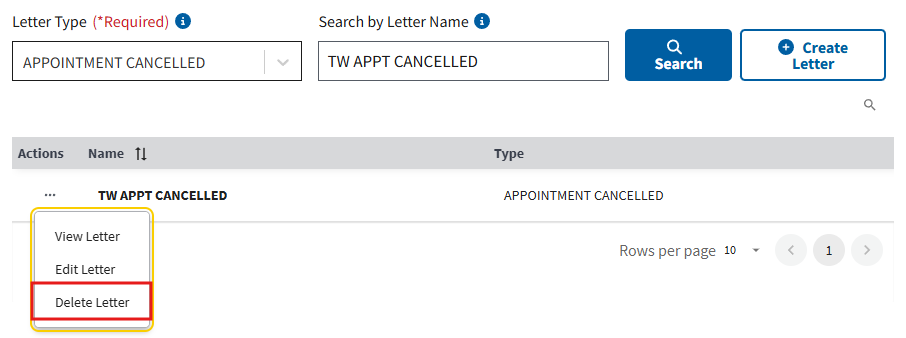 Letter Type (*Required)
Search by Letter Name
APPOINTMENT CANCELLED
TW APPT CANCELLED
Search
Create
Letter
Actions Name Type
... TW APPT CANCELLED APPOINTMENT CANCELLED
View Letter
Edit Letter
Delete Letter
Rows per page 10 1